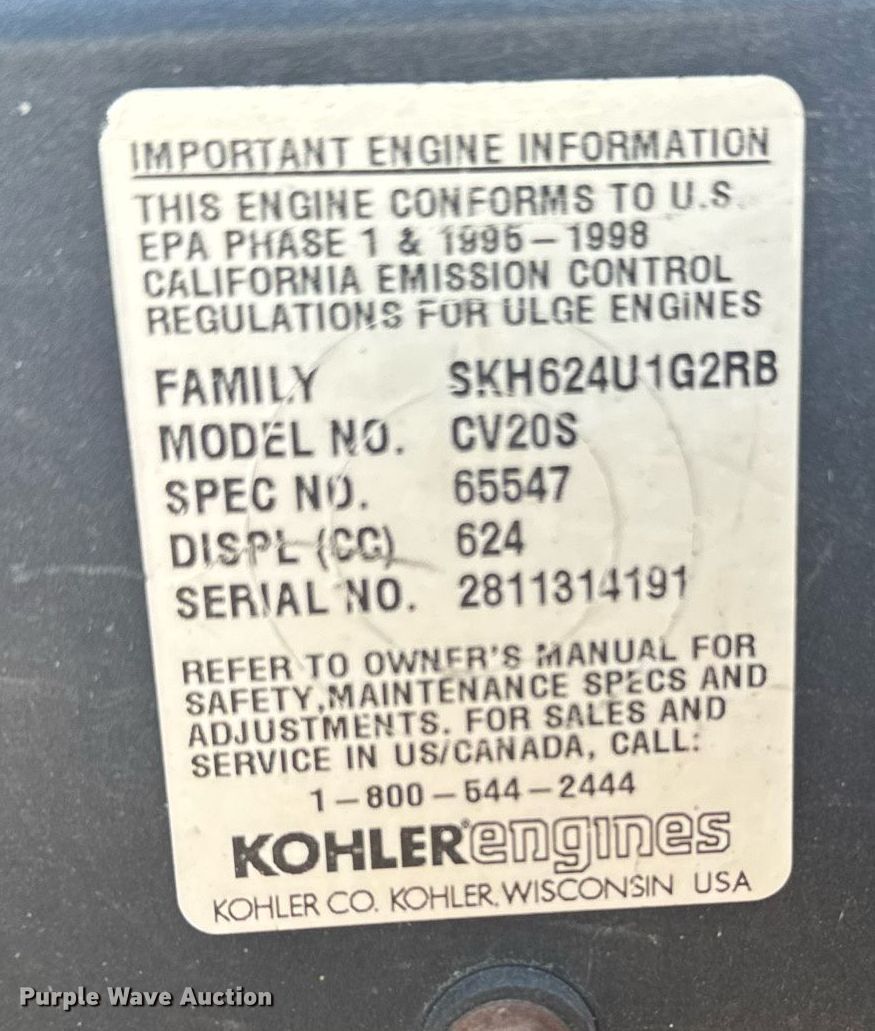 IMPORTANT ENGINE INFORMATION
THIS ENGINE CONFORMS TO U.S.
EPA PHASE 1 & 1995-1998
CALIFORNIA EMISSION CONTROL
REGULATIONS FOR ULGE ENGINES
FAMILY SKH624U1G2RB
MODEL NO. CV20S
SPEC NO. 65547
DISPL (CC) 624
SERIAL NO. 2811314191
REFER TO OWNER'S MANUAL FOR
SAFETY, MAINTENANCE SPECS AND
ADJUSTMENTS. FOR SALES AND
SERVICE IN US/CANADA, CALL:
1-800-544-2444
KOHLER® engines
KOHLER CO. KOHLER, WISCONSIN USA
Purple Wave Auction